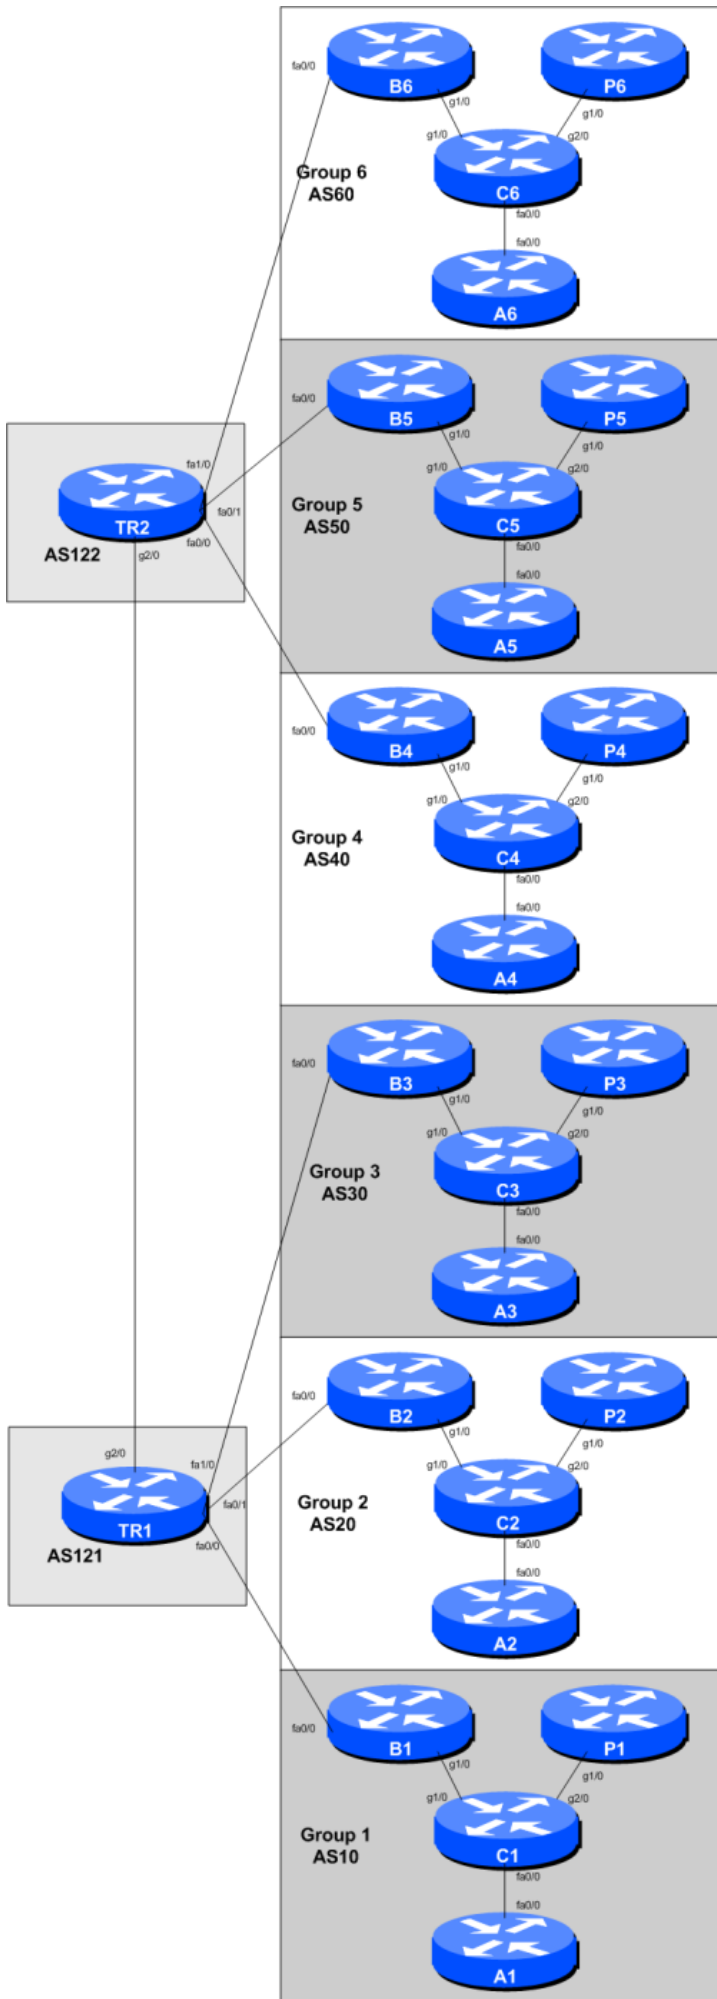 fa0/0
B6
P6
g1/0
g1/0
g1/0
g2/0
Group 6
AS60
C6
fa0/0
fa0/0
A6
fa0/0
B5
P5
g1/0
g1/0
g1/0
g2/0
Group 5
AS50
C5
fa0/0
fa0/0
A5
fa1/0
fa0/1
TR2
fa0/0
AS122
g2/0
fa0/0
B4
P4
g1/0
g1/0
g1/0
g2/0
Group 4
AS40
C4
fa0/0
fa0/0
A4
fa0/0
B3
P3
g1/0
g1/0
g1/0
g2/0
Group 3
AS30
C3
fa0/0
fa0/0
A3
fa0/0
B2
P2
g1/0
g1/0
g1/0
g2/0
Group 2
AS20
C2
fa0/0
fa0/0
A2
g2/0
fa1/0
fa0/1
TR1
fa0/0
AS121
fa0/0
B1
P1
g1/0
g1/0
g1/0
g2/0
Group 1
AS10
C1
fa0/0
fa0/0
A1